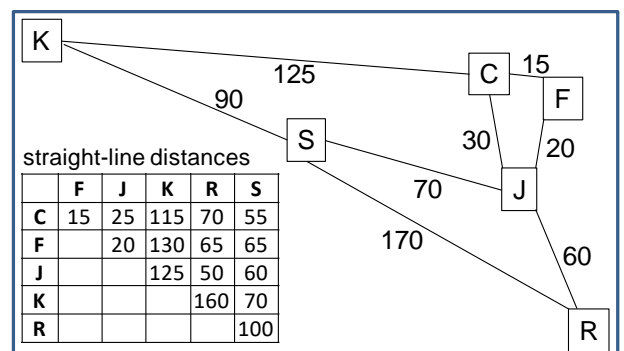 K
125
C
15
F
90
S
30
20
J
70
170
60
R
straight-line distances
F J K R S
C 15 25 115 70 55
F 20 130 65 65
J 125 50 60
K 160 70
R 100